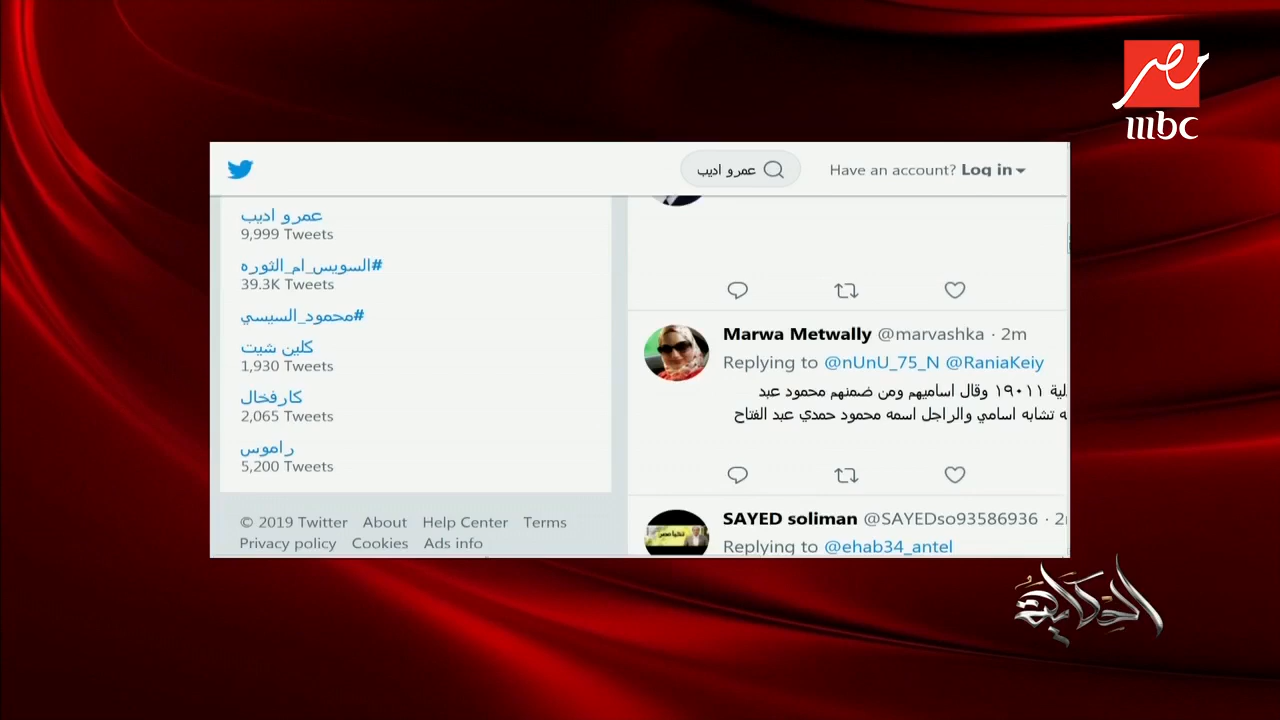 مصر
mbc
عمرو اديب
Have an account? Log in
عمرو اديب
9,999 Tweets
#السويس_ام_الثوره
39.3K Tweets
#محمود_السيسي
كلين شيت
1,930 Tweets
كارفخال
2,065 Tweets
راموس
5,200 Tweets
© 2019 Twitter About Help Center Terms
Privacy policy Cookies Ads info
Marwa Metwally @marvashka · 2m
Replying to @nUnU_75_N @RaniaKeiy
١٩٠١١ وقال اساميهم ومن ضمنهم محمود عبد
تشابه اسامي والراجل اسمه محمود حمدي عبد الفتاح
SAYED soliman @SAYEDso93586936 · 2
Replying to @ehab34_antel
الحكاية